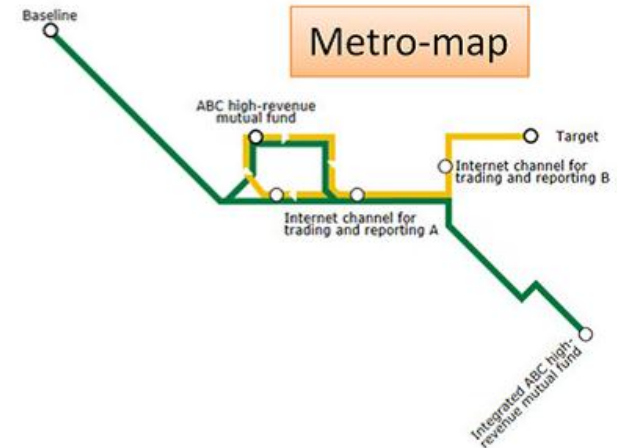 Baseline
Metro-map
ABC high-revenue
mutual fund
Target
Internet channel for
trading and reporting B
Internet channel for
trading and reporting A
Integrated ABC high-
revenue mutual fund